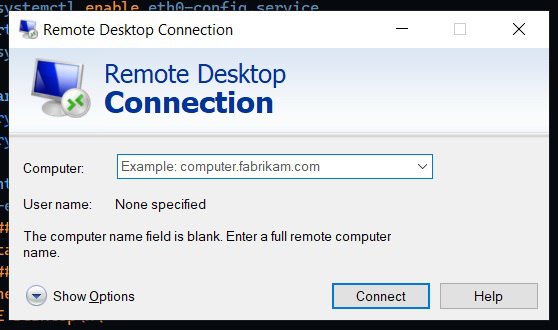 systemctl enable eth0-config.service
Remote Desktop Connection
Remote Desktop
Connection
Computer:
Example: computer.fabrikam.com
User name:
None specified
The computer name field is blank. Enter a full remote computer
name.
Show Options
Connect
Help